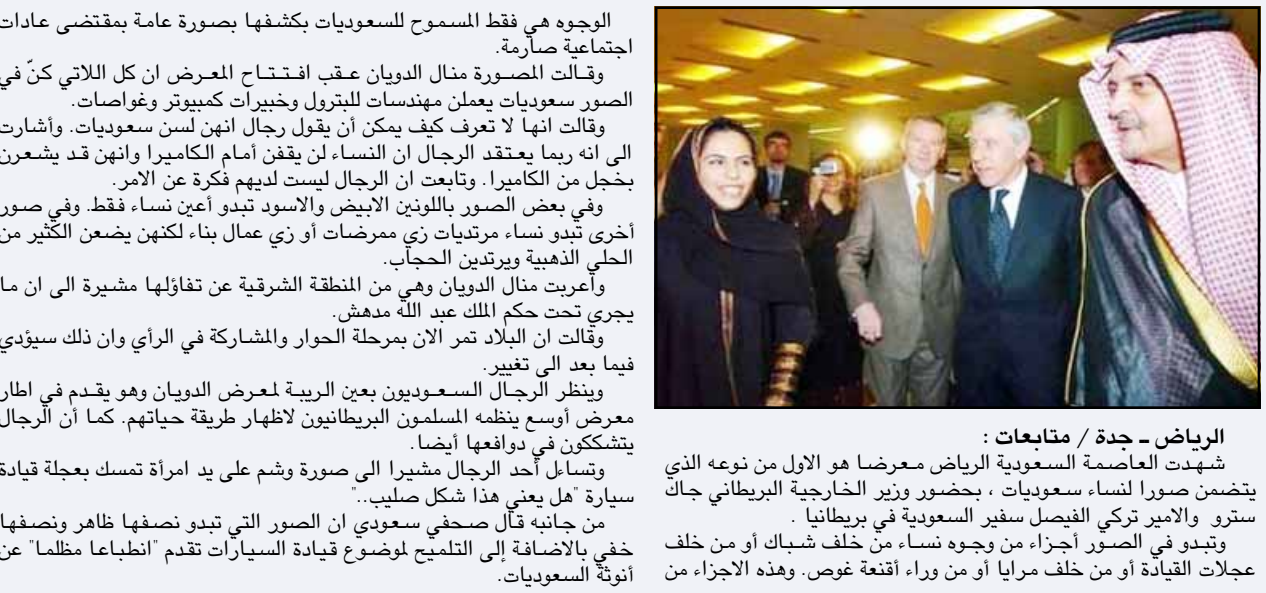 الرياض ـ جدة / متابعات :
شهدت العاصمة السعودية الرياض معرضا هو الاول من نوعه الذي
يتضمن صورا لنساء سعوديات ، بحضور وزير الخارجية البريطاني جاك
سترو والامير تركي الفيصل سفير السعودية في بريطانيا .
وتبدو في الصور أجزاء من وجوه نساء من خلف شباك أو من خلف
عجلات القيادة أو من خلف مرايا أو من وراء أقنعة غوص. وهذه الاجزاء من
الوجوه هي فقط المسموح للسعوديات بكشفها بصورة عامة بمقتضى عادات
اجتماعية صارمة.
وقالت المصورة منال الدويان عقب افتتاح المعرض ان كل اللاتي كنّ في
الصور سعوديات يعملن مهندسات للبترول وخبيرات كمبيوتر وغواصات.
وقالت انها لا تعرف كيف يمكن أن يقول رجال انهن لسن سعوديات. وأشارت
الى انه ربما يعتقد الرجال ان النساء لن يقفن أمام الكاميرا وانهن قد يشعرن
بخجل من الكاميرا. وتابعت ان الرجال ليست لديهم فكرة عن الامر.
وفي بعض الصور باللونين الابيض والاسود تبدو أعين نساء فقط. وفي صور
أخرى تبدو نساء مرتديات زي ممرضات أو زي عمال بناء لكنهن يضعن الكثير من
الحلي الذهبية ويرتدين الحجاب.
واعربت منال الدويان وهي من المنطقة الشرقية عن تفاؤلها مشيرة الى ان ما
يجري تحت حكم الملك عبد الله مدهش.
وقالت ان البلاد تمر الان بمرحلة الحوار والمشاركة في الرأي وان ذلك سيؤدي
فيما بعد الى تغيير.
وينظر الرجال السعوديون بعين الريبة لمعرض الدويان وهو يقدم في اطار
معرض أوسع ينظمه المسلمون البريطانيون لاظهار طريقة حياتهم. كما أن الرجال
يتشككون في دوافعها أيضا.
وتساءل أحد الرجال مشيرا الى صورة وشم على يد امرأة تمسك بعجلة قيادة
سيارة "هل يعني هذا شكل صليب.."
من جانبه قال صحفي سعودي ان الصور التي تبدو نصفها ظاهر ونصفها
خفي بالاضافة إلى التلميح لموضوع قيادة السيارات تقدم "انطباعا مظلما" عن
أنوثة السعوديات.